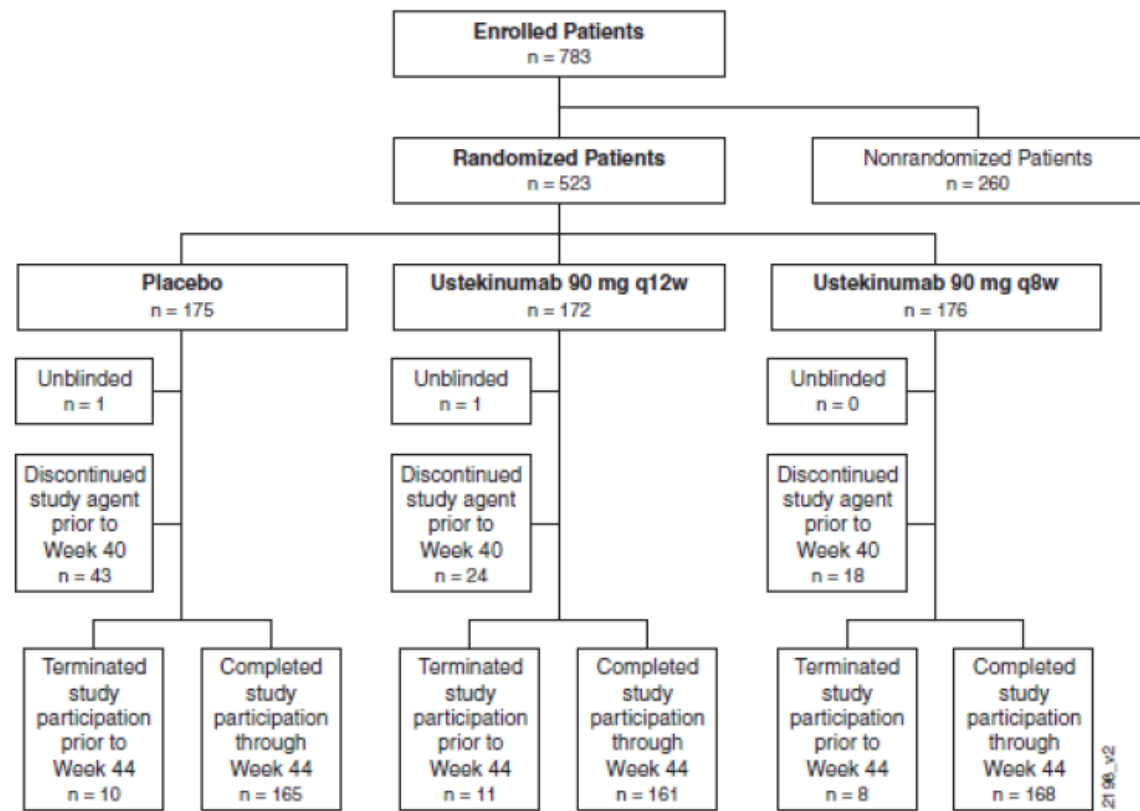 Enrolled Patients
n = 783
Randomized Patients
n = 523
Nonrandomized Patients
n = 260
Placebo
n = 175
Ustekinumab 90 mg q12w
n = 172
Ustekinumab 90 mg q8w
n = 176
Unblinded
n = 1
Unblinded
n = 1
Unblinded
n = 0
Discontinued
study agent
prior to
Week 40
n = 43
Discontinued
study agent
prior to
Week 40
n = 24
Discontinued
study agent
prior to
Week 40
n = 18
Terminated
study
participation
prior to
Week 44
n = 10
Completed
study
participation
through
Week 44
n = 165
Terminated
study
participation
prior to
Week 44
n = 11
Completed
study
participation
through
Week 44
n = 161
Terminated
study
participation
prior to
Week 44
n = 8
Completed
study
participation
through
Week 44
n = 168